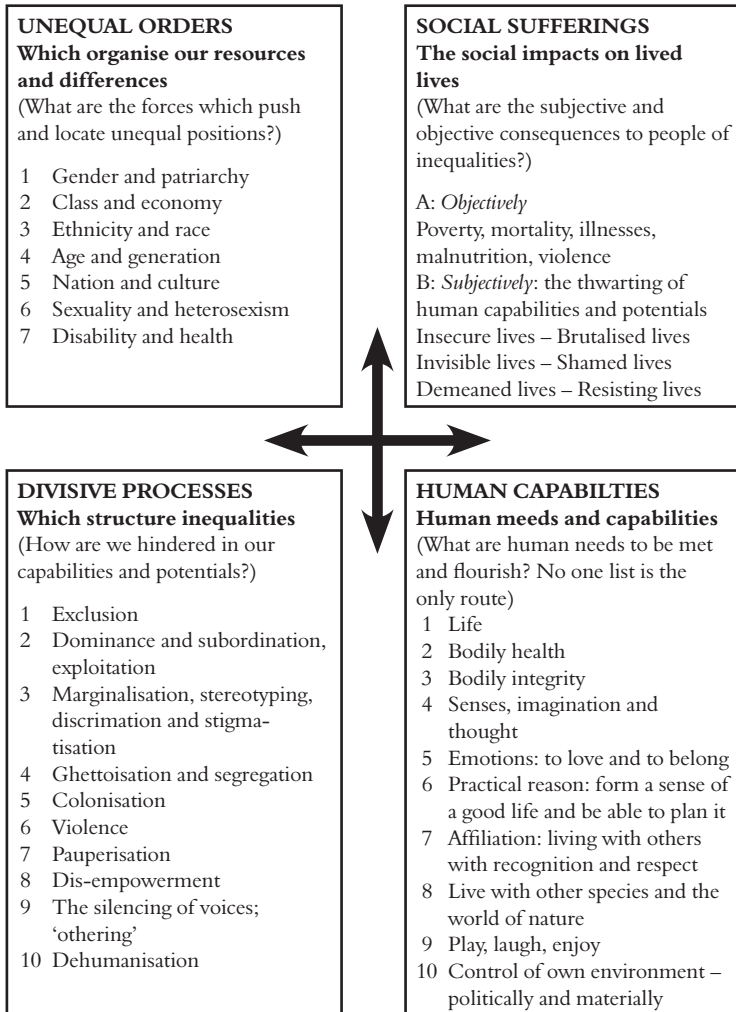 UNEQUAL ORDERS
Which organise our resources
and differences
(What are the forces which push
and locate unequal positions?)
1 Gender and patriarchy
2 Class and economy
3 Ethnicity and race
4 Age and generation
5 Nation and culture
6 Sexuality and heterosexism
7 Disability and health
SOCIAL SUFFERINGS
The social impacts on lived
lives
(What are the subjective and
objective consequences to people of
inequalities?)
A: Objectively
Poverty, mortality, illnesses,
malnutrition, violence
B: Subjectively: the thwarting of
human capabilities and potentials
Insecure lives – Brutalised lives
Invisible lives – Shamed lives
Demeaned lives – Resisting lives
DIVISIVE PROCESSES
Which structure inequalities
(How are we hindered in our
capabilities and potentials?)
1 Exclusion
2 Dominance and subordination,
exploitation
3 Marginalisation, stereotyping,
discrimation and stigma-
tisation
4 Ghettoisation and segregation
5 Colonisation
6 Violence
7 Pauperisation
8 Dis-empowerment
9 The silencing of voices;
‘othering’
10 Dehumanisation
HUMAN CAPABILTIES
Human needs and capabilities
(What are human needs to be met
and flourish? No one list is the
only route)
1 Life
2 Bodily health
3 Bodily integrity
4 Senses, imagination and
thought
5 Emotions: to love and to belong
6 Practical reason: form a sense of
a good life and be able to plan it
7 Affiliation: living with others
with recognition and respect
8 Live with other species and the
world of nature
9 Play, laugh, enjoy
10 Control of own environment –
politically and materially